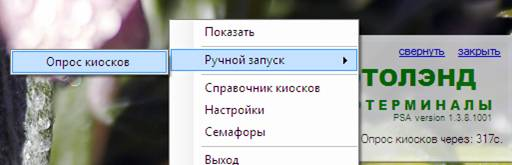 Показать
Опрос киосков
Ручной запуск
Справочник киосков
Настройки
Семафоры
Выход
свернуть закрыть
ТОЛЭНД
ТЕРМИНАЛЫ
PSA version 1.3.8.1001
Опрос киосков через: 317с.